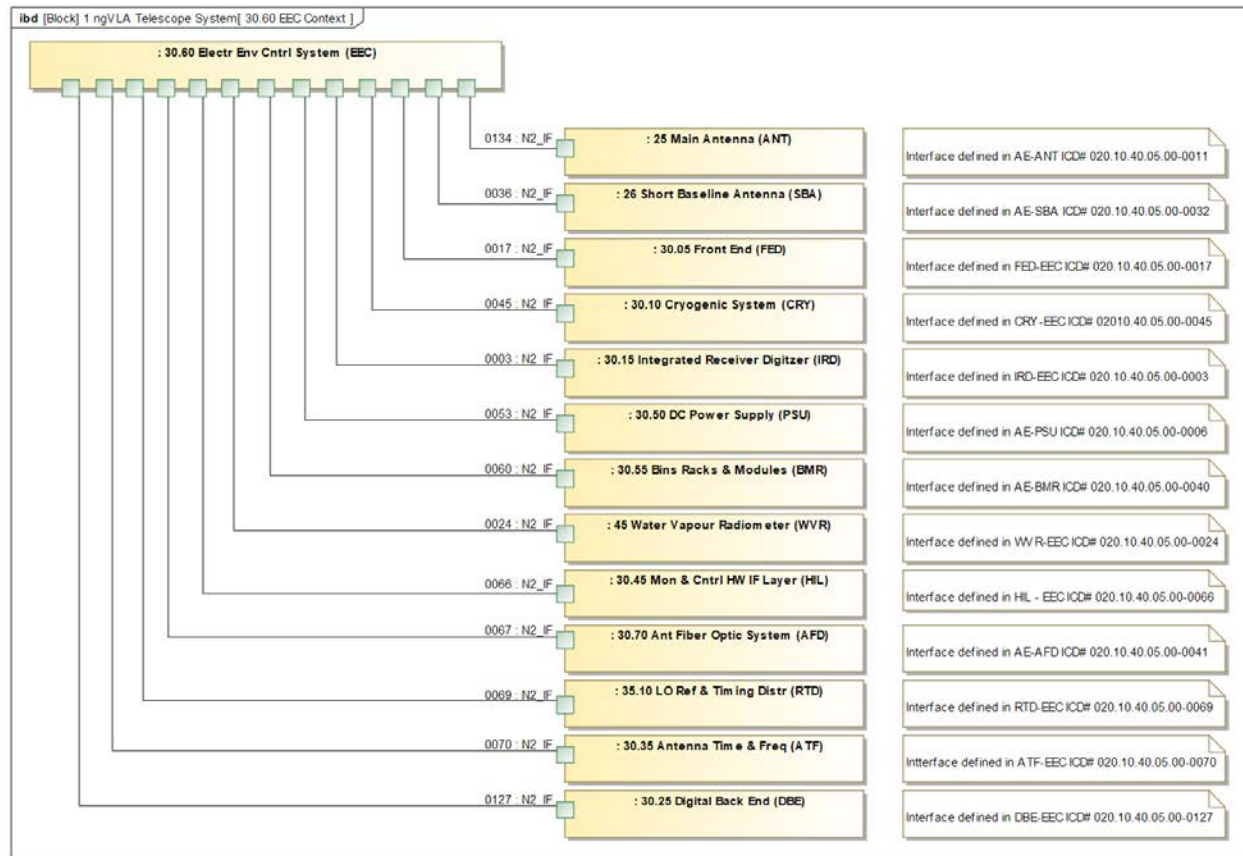 ibd [Block] 1 ngVLA Telescope System[ 30.60 EEC Context ]
: 30.60 Electr Env Cntrl System (EEC)
0134 : N2_IF
: 25 Main Antenna (ANT)
Interface defined in AE-ANT ICD# 020.10.40.05.00-0011
0036 : N2_IF
: 26 Short Baseline Antenna (SBA)
Interface defined in AE-SBA ICD# 020.10.40.05.00-0032
0017 : N2_IF
: 30.05 Front End (FED)
Interface defined in FED-EEC ICD# 020.10.40.05.00-0017
0045 : N2_IF
: 30.10 Cryogenic System (CRY)
Interface defined in CRY-EEC ICD# 02010.40.05.00-0045
0003 : N2_IF
: 30.15 Integrated Receiver Digitzer (IRD)
Interface defined in IRD-EEC ICD# 020.10.40.05.00-0003
0053 : N2_IF
: 30.50 DC Power Supply (PSU)
Interface defined in AE-PSU ICD# 020.10.40.05.00-0006
0060 : N2_IF
: 30.55 Bins Racks & Modules (BMR)
Interface defined in AE-BMR ICD# 020.10.40.05.00-0040
0024 : N2_IF
: 45 Water Vapour Radiometer (WVR)
Interface defined in WVR-EEC ICD# 020.10.40.05.00-0024
0066 : N2_IF
: 30.45 Mon & Cntrl HW IF Layer (HIL)
Interface defined in HIL - EEC ICD# 020.10.40.05.00-0066
0067 : N2_IF
: 30.70 Ant Fiber Optic System (AFD)
Interface defined in AE-AFD ICD# 020.10.40.05.00-0041
0069 : N2_IF
: 35.10 LO Ref & Timing Distr (RTD)
Interface defined in RTD-EEC ICD# 020.10.40.05.00-0069
0070 : N2_IF
: 30.35 Antenna Time & Freq (ATF)
Intterface defined in ATF-EEC ICD# 020.10.40.05.00-0070
0127 : N2_IF
: 30.25 Digital Back End (DBE)
Interface defined in DBE-EEC ICD# 020.10.40.05.00-0127